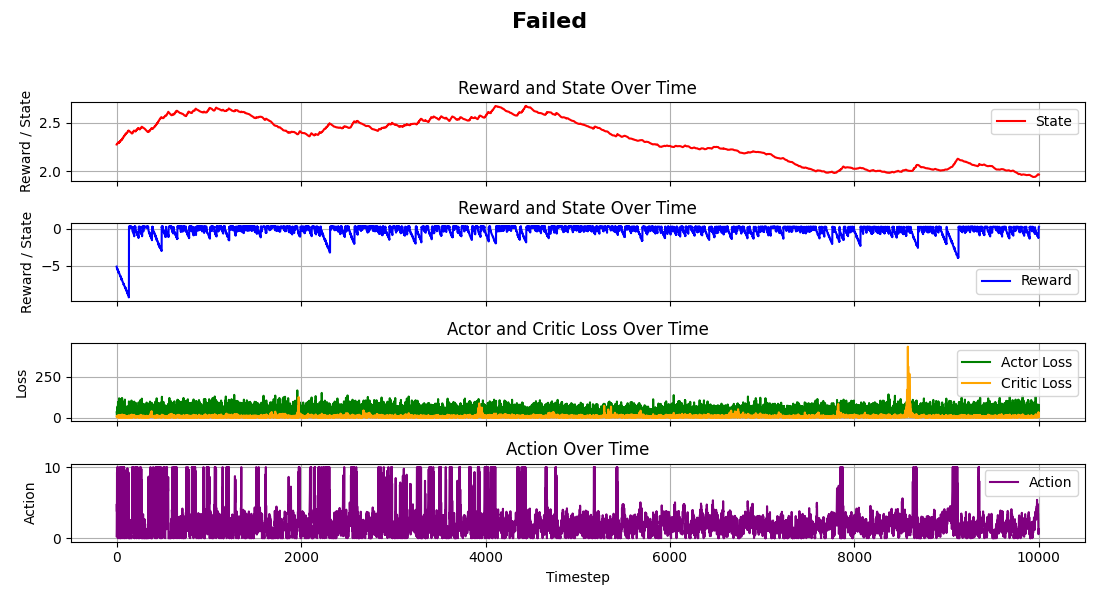 Failed
Reward and State Over Time
Reward / State
2.5
2.0
State
Reward and State Over Time
Reward / State
0
−5
Reward
Actor and Critic Loss Over Time
Loss
250
0
Actor Loss
Critic Loss
Action Over Time
Action
10
0
Action
0 2000 4000 6000 8000 10000
Timestep